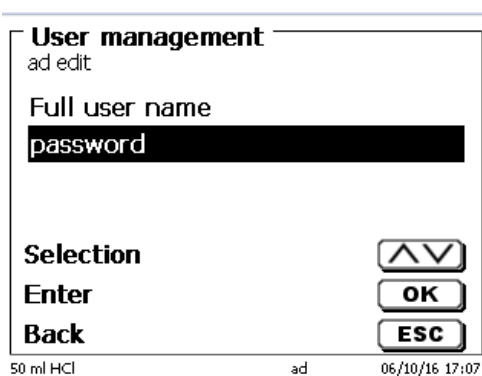 User management
ad edit
Full user name
password
Selection
Enter OK
Back ESC
50 ml HCl ad 06/10/16 17:07